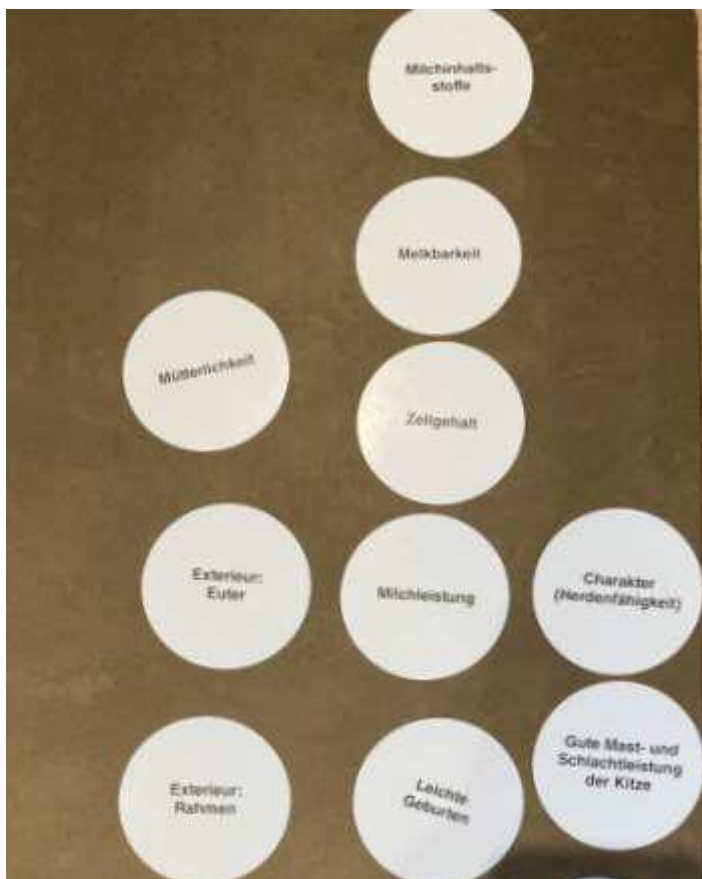 Milchinhalts-
stoffe
Melkbarkeit
Mütterlichkeit
Zellgehalt
Exterieur:
Euter
Milchleistung
Charakter
(Herdenfähigkeit)
Exterieur:
Rahmen
Leichte
Geburten
Gute Mast- und
Schlachtleistung
der Kitze